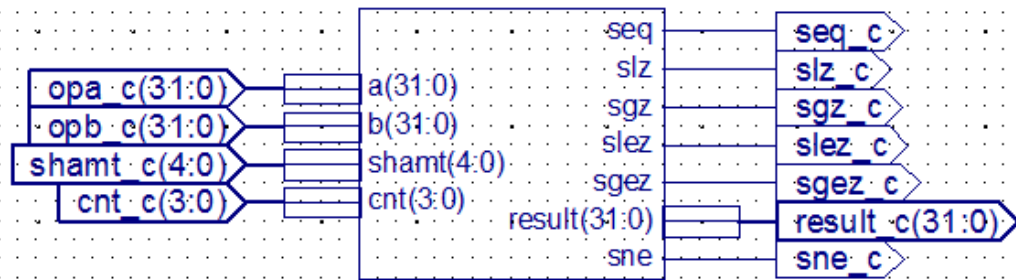 seq seq_c
slz slz_c
opa_c(31:0) a(31:0) sgz sgz_c
opb_c(31:0) b(31:0) slez slez_c
shamt_c(4:0) shamt(4:0) sgez sgez_c
cnt_c(3:0) cnt(3:0) result(31:0) result_c(31:0)
sne sne_c